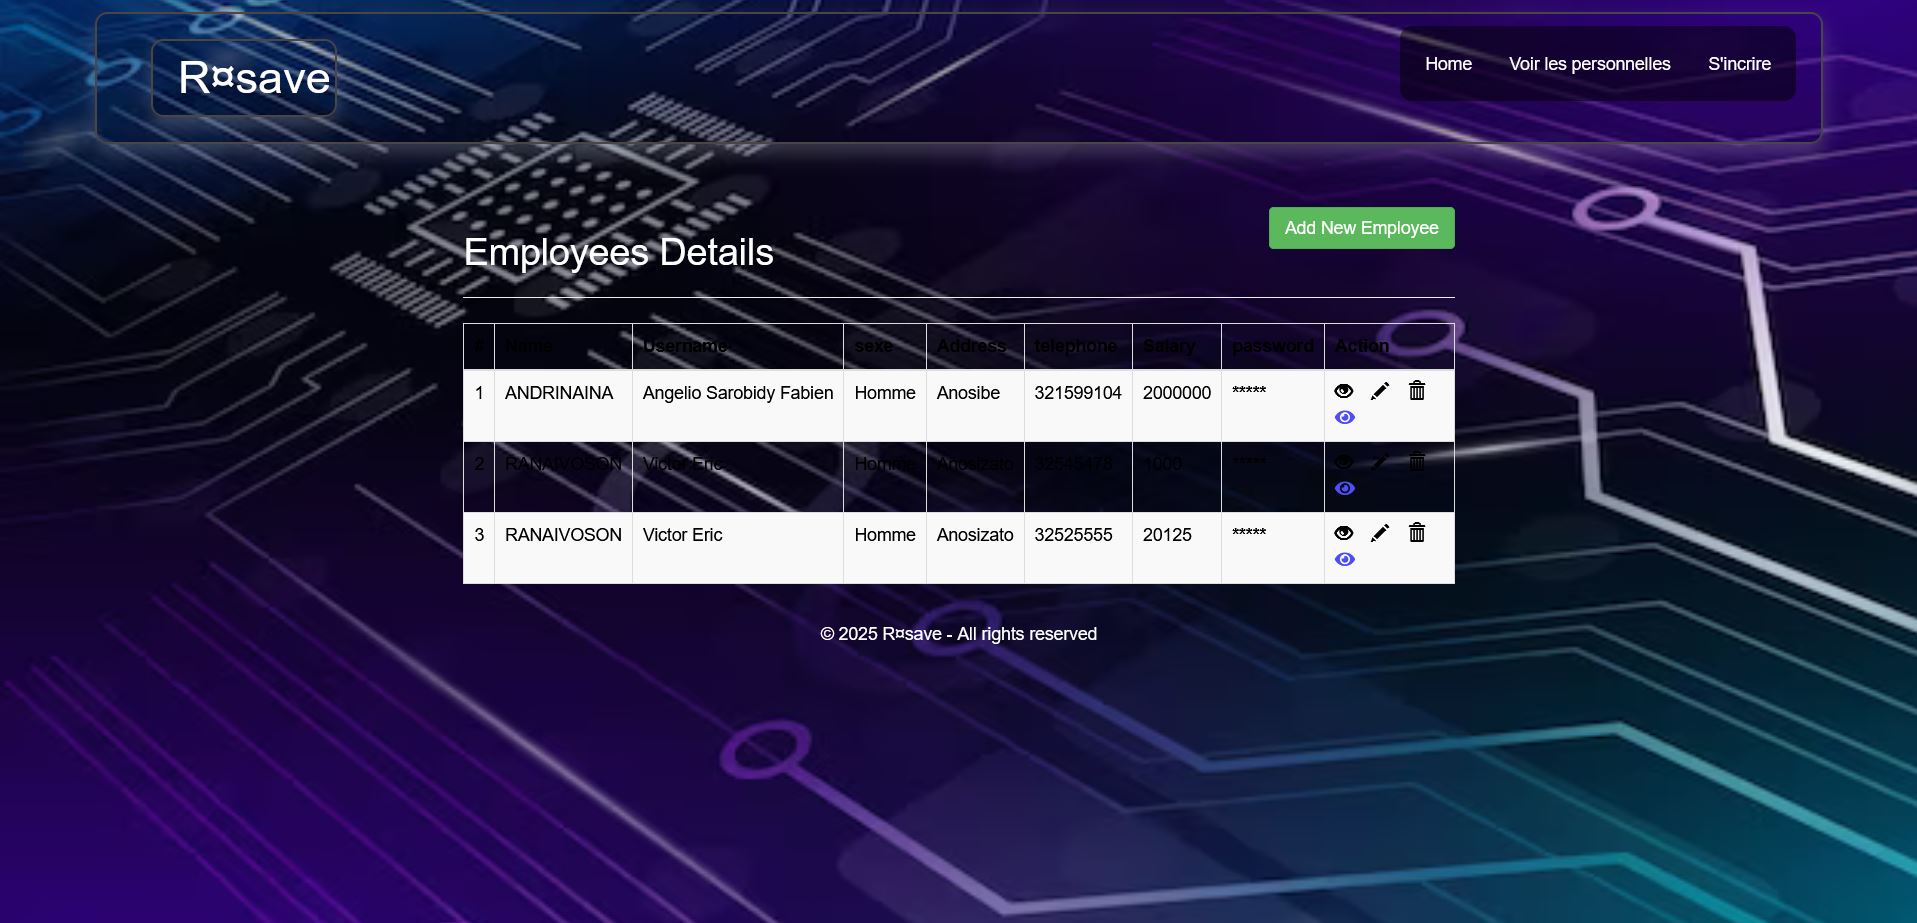 R¤save
Home Voir les personnelles S'incrire
Add New Employee
Employees Details
# Name Username sexe Address telephone Salary password Action
1 ANDRINAINA Angelio Sarobidy Fabien Homme Anosibe 321599104 2000000 *****
2 RANAIVOSON Victor Eric Homme Anosizato 32545478 1000 *****
3 RANAIVOSON Victor Eric Homme Anosizato 32525555 20125 *****
© 2025 R¤save - All rights reserved